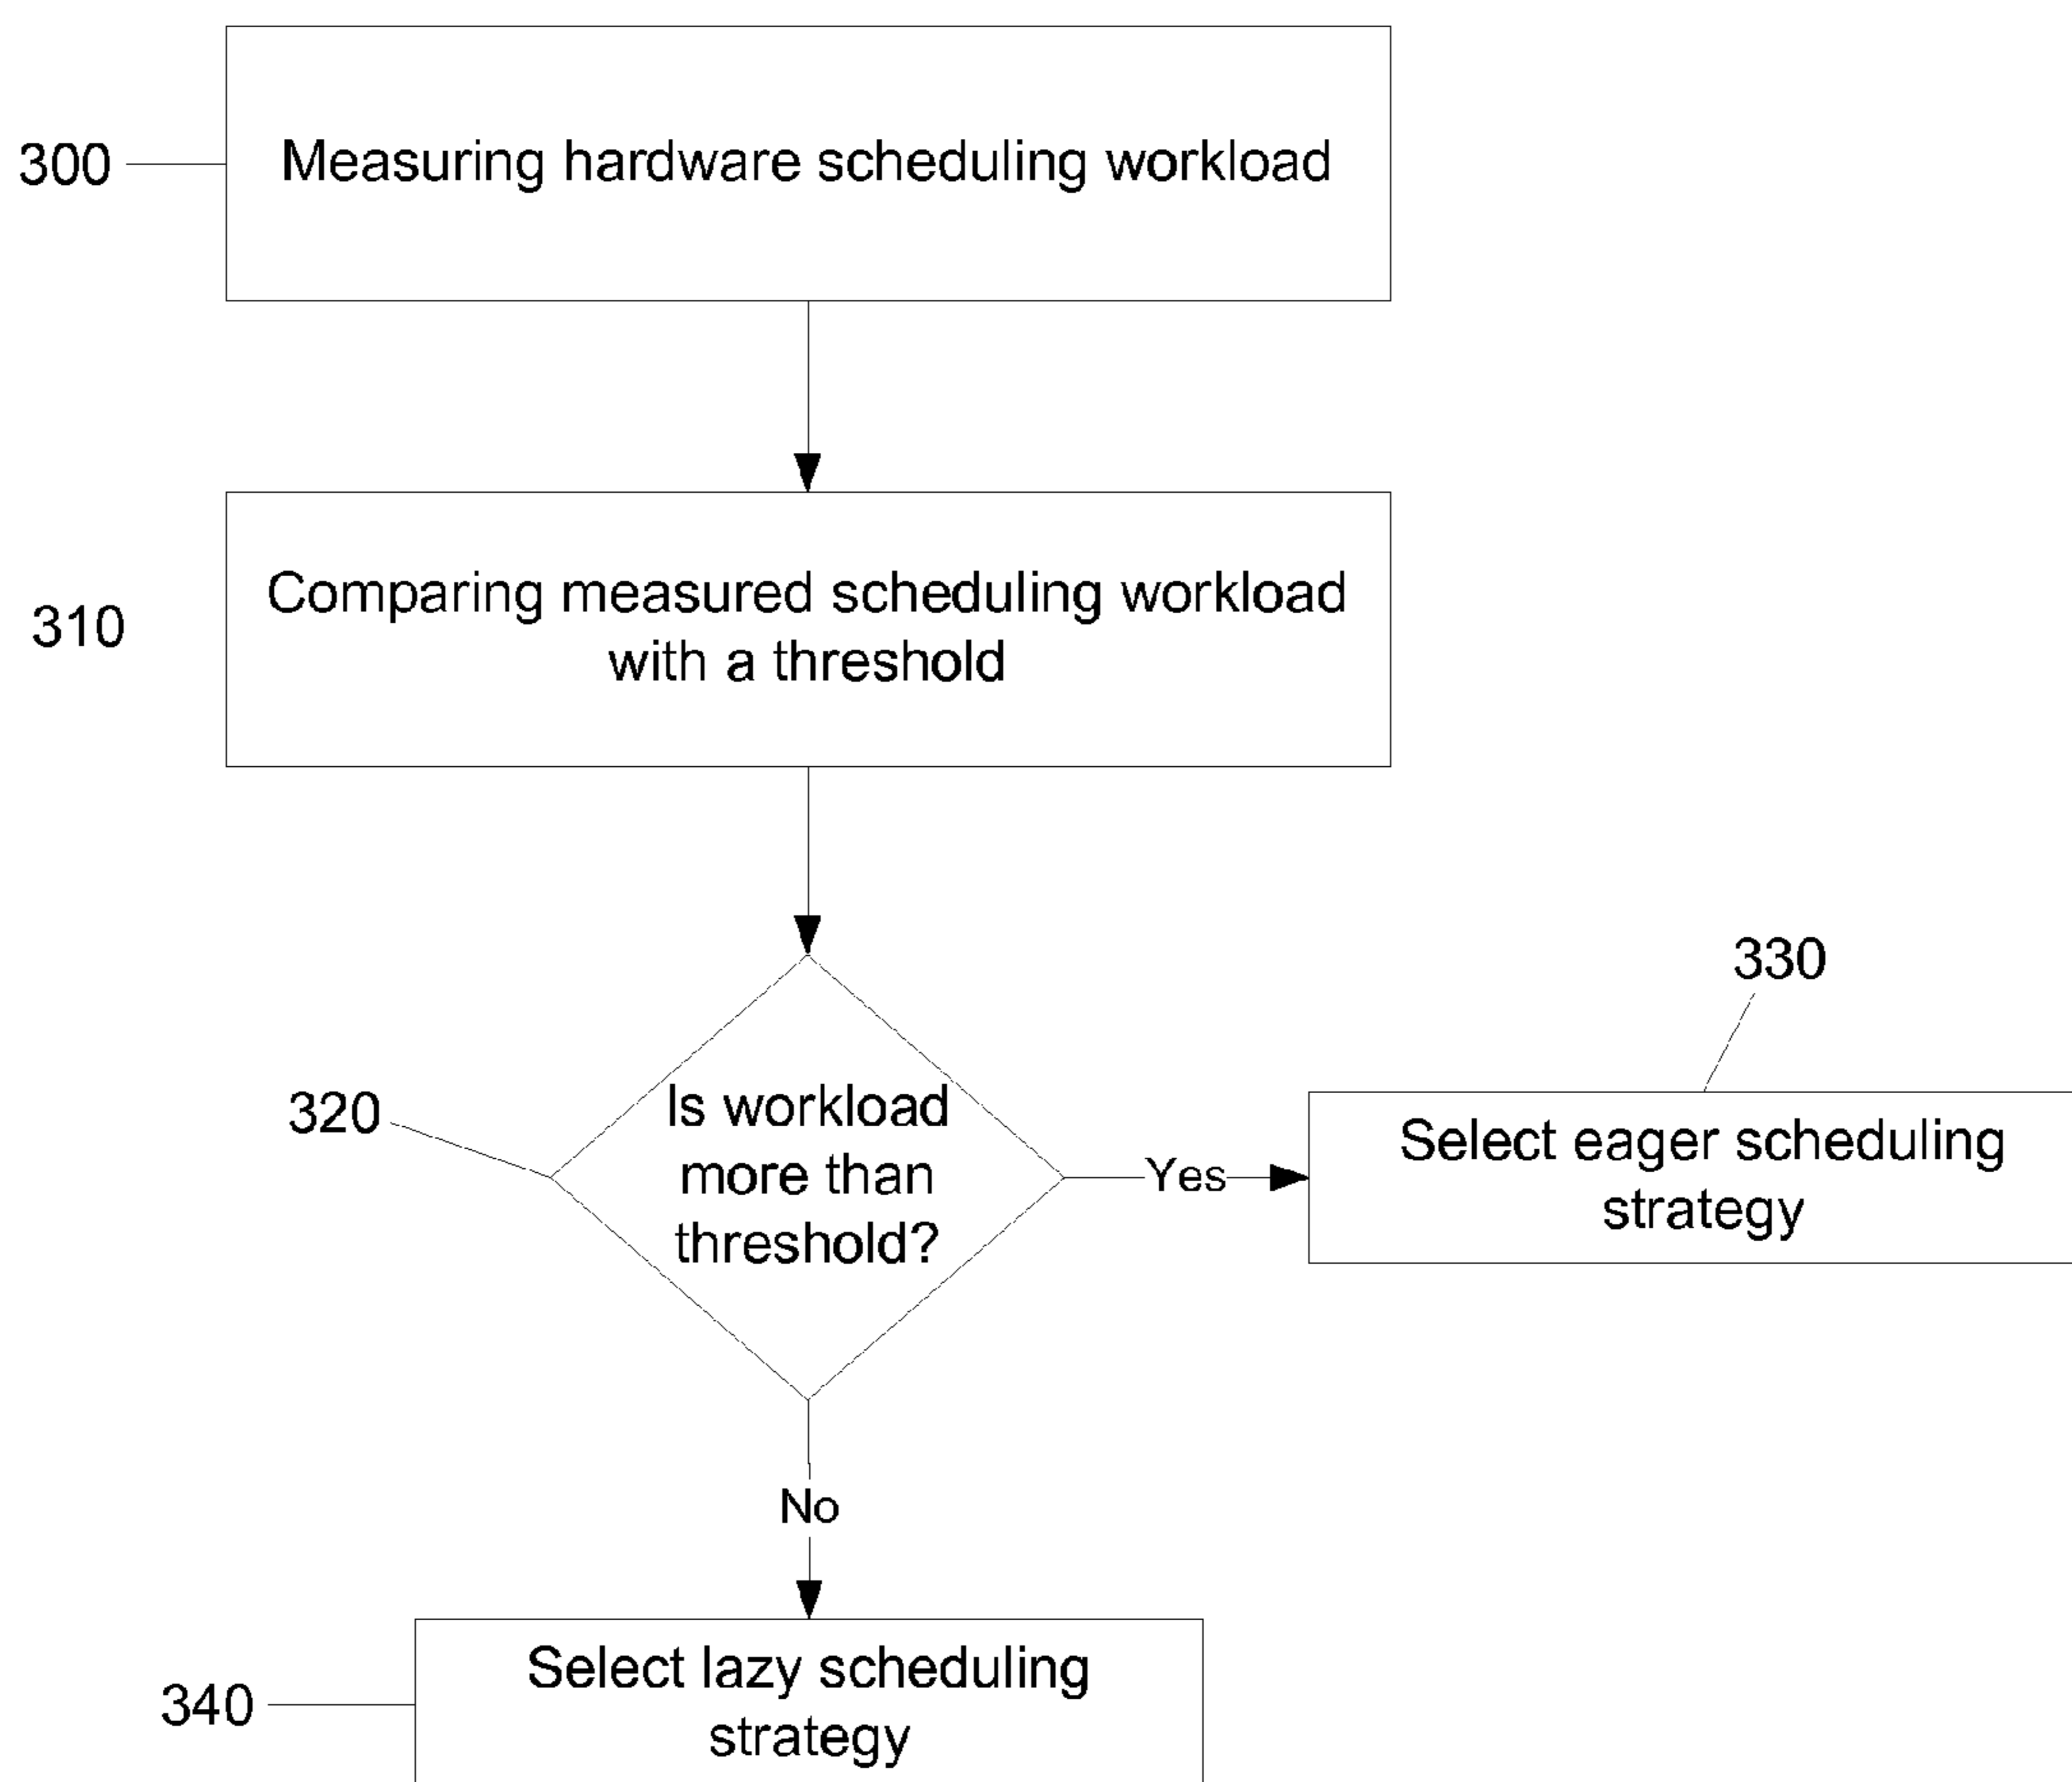 300
Measuring hardware scheduling workload
310
Comparing measured scheduling workload
with a threshold
320
Is workload
more than
threshold?
Yes
330
Select eager scheduling
strategy
No
340
Select lazy scheduling
strategy